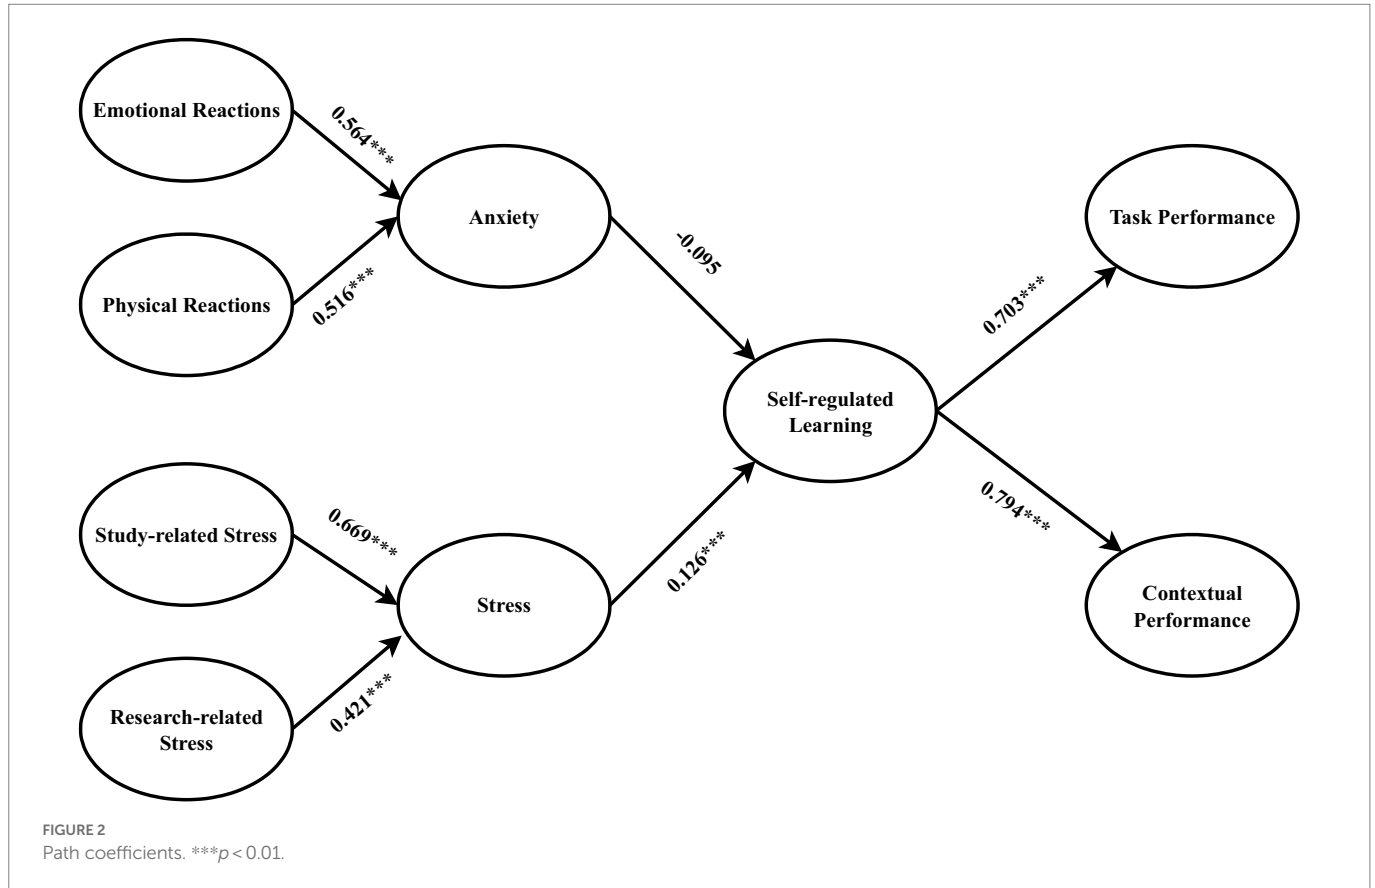 Emotional Reactions
0.564***
Physical Reactions
0.516***
Anxiety
-0.095
Task Performance
0.703***
Self-regulated
Learning
Study-related Stress
0.669***
Stress
0.126***
0.794***
Contextual
Performance
Research-related
Stress
0.421***
FIGURE 2
Path coefficients. ***p < 0.01.